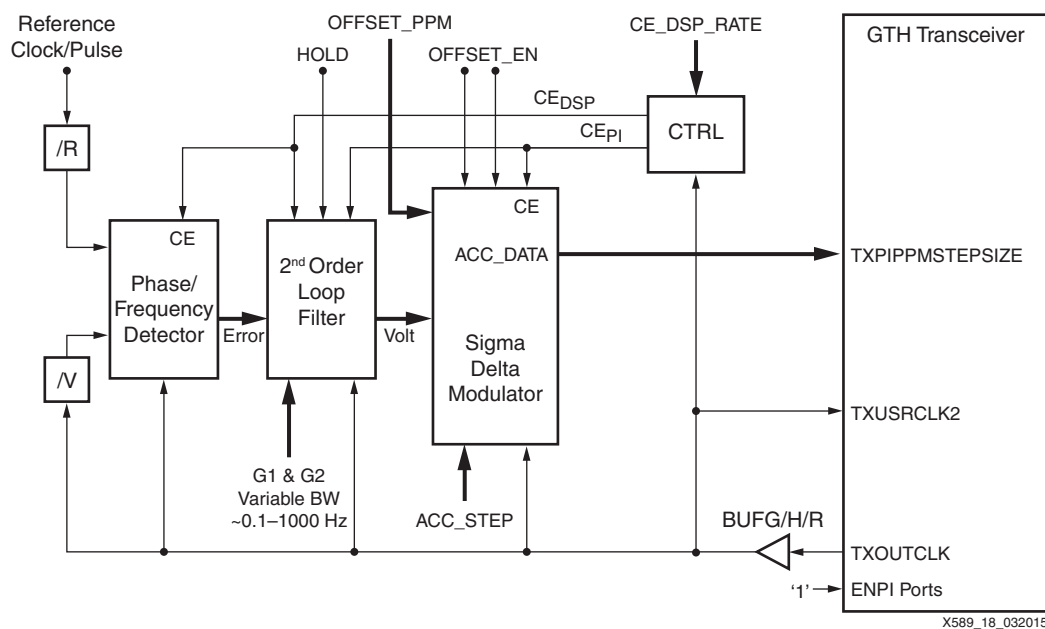 Reference
Clock/Pulse
OFFSET_PPM
HOLD
OFFSET_EN
CE_DSP_RATE
GTH Transceiver
CEDSP
CEPI
CTRL
/R
CE
Phase/
Frequency
Detector
Error
2nd Order
Loop
Filter
Volt
CE
ACC_DATA
Sigma
Delta
Modulator
TXPIPPMSTEPSIZE
/V
TXUSRCLK2
G1 & G2
Variable BW
~0.1–1000 Hz
ACC_STEP
BUFG/H/R
TXOUTCLK
‘1’
ENPI Ports
X589_18_032015